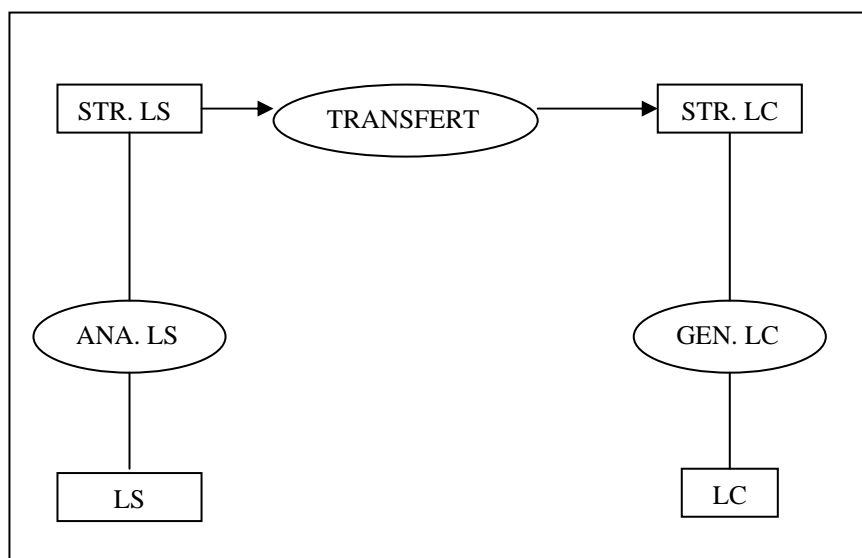 STR. LS
TRANSFERT
STR. LC
ANA. LS
GEN. LC
LS
LC